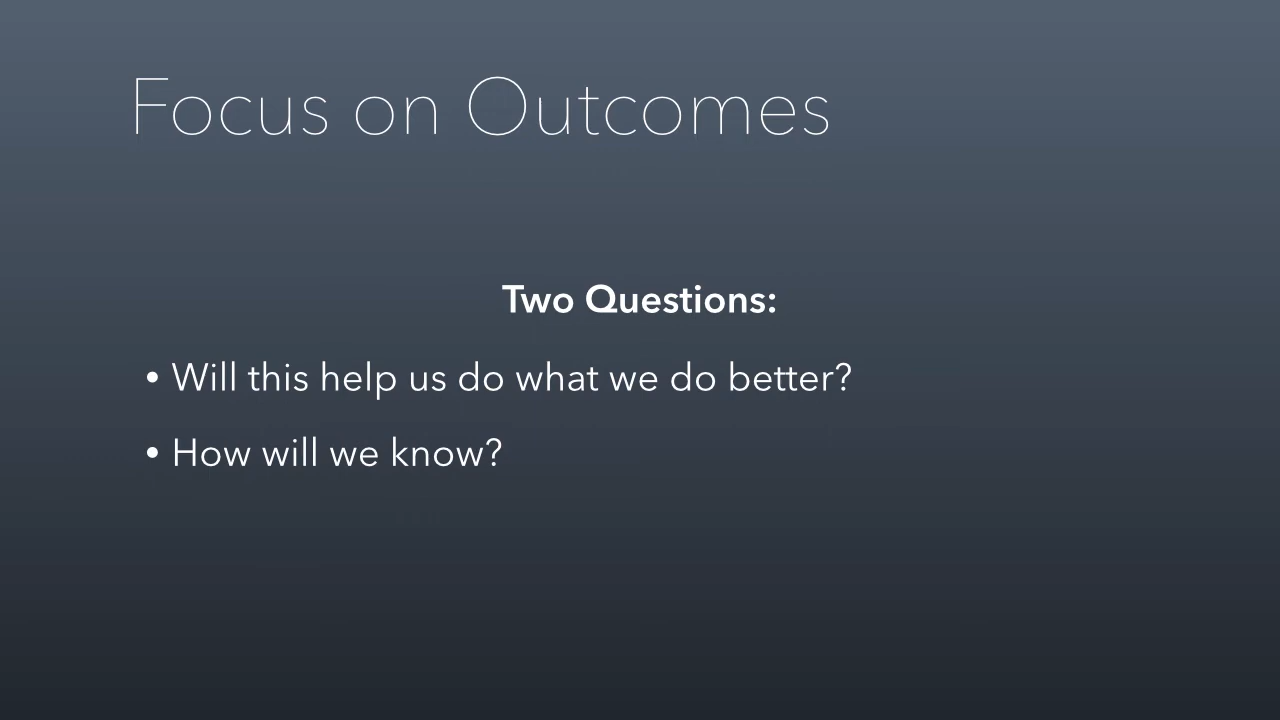 Focus on Outcomes
Two Questions:
• Will this help us do what we do better?
• How will we know?